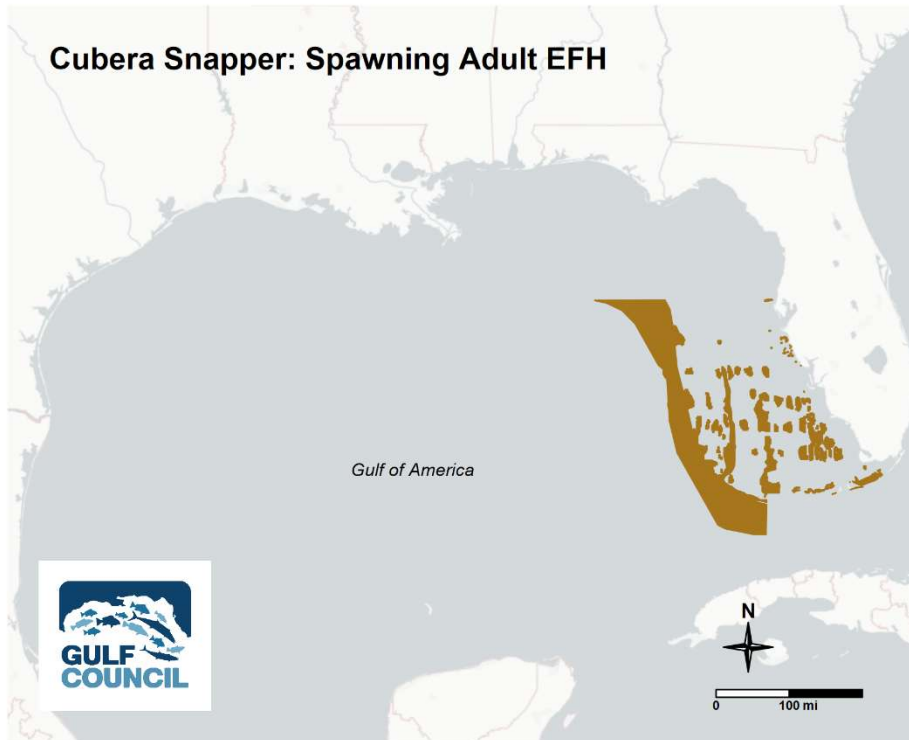 Cubera Snapper: Spawning Adult EFH
Gulf of America
GULF
COUNCIL
N
0 100 mi